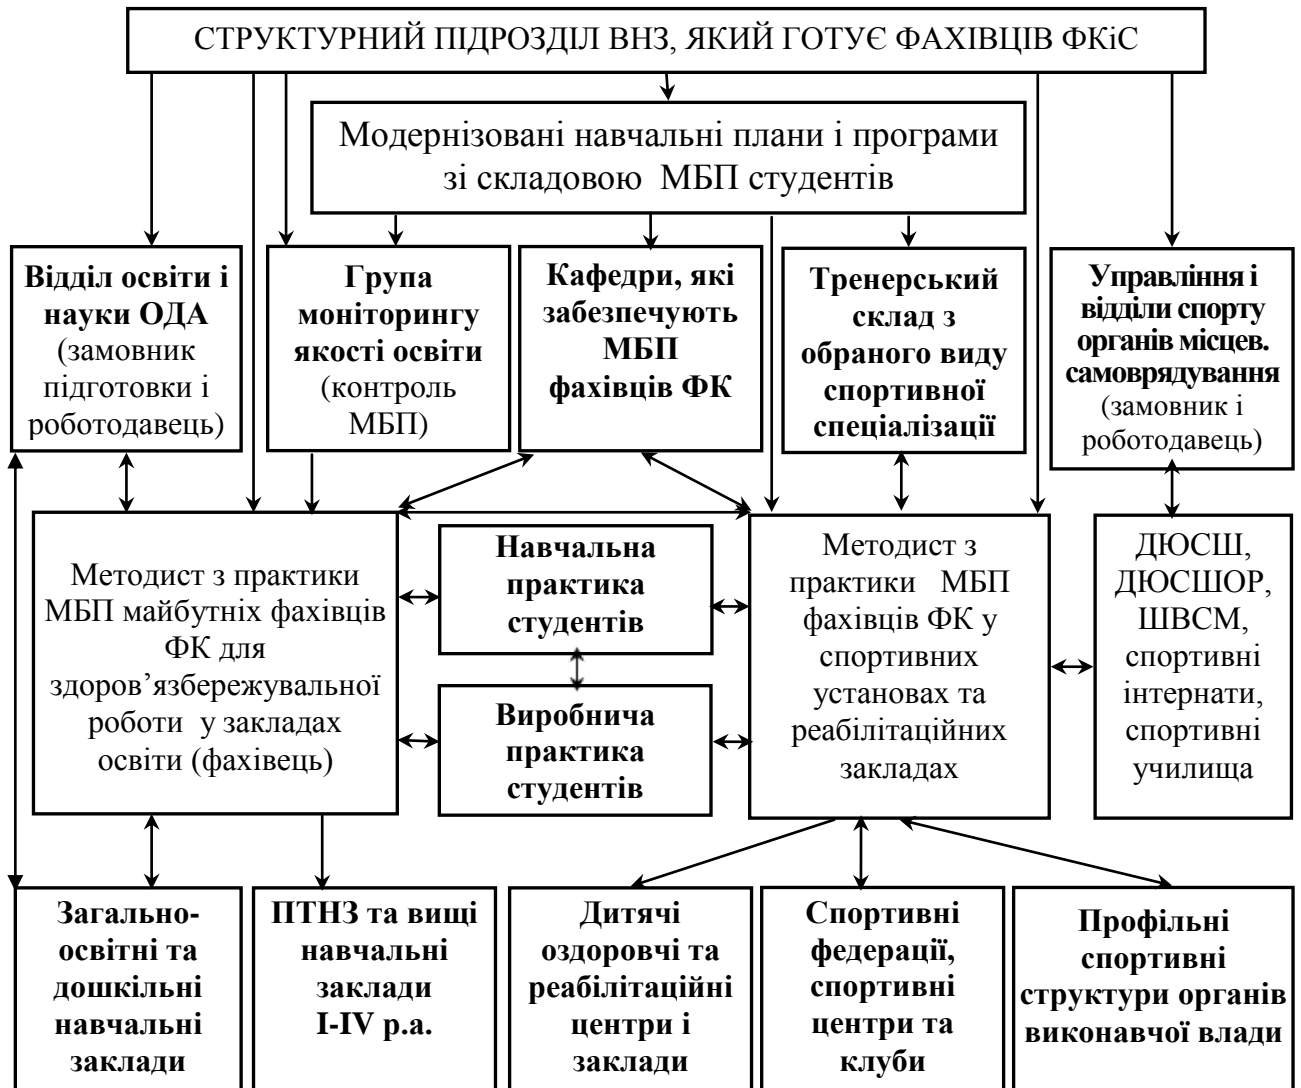 СТРУКТУРНИЙ ПІДРОЗДІЛ ВНЗ, ЯКИЙ ГОТУЄ ФАХІВЦІВ ФКіС
Модернізовані навчальні плани і програми
зі складовою МБП студентів
Відділ освіти і
науки ОДА
(замовник
підготовки і
роботодавець)
Група
моніторингу
якості освіти
(контроль
МБП)
Кафедри, які
забезпечують
МБП
фахівців ФК
Тренерський
склад з
обраного виду
спортивної
спеціалізації
Управління і
відділи спорту
органів місцев.
самоврядування
(замовник і
роботодавець)
Методист з практики
МБП майбутніх фахівців
ФК для
здоров’язбережувальної
роботи у закладах
освіти (фахівець)
Навчальна
практика
студентів
Виробнича
практика
студентів
Методист з
практики МБП
фахівців ФК у
спортивних
установах та
реабілітаційних
закладах
ДЮСШ,
ДЮСШОР,
ШВСМ,
спортивні
інтернати,
спортивні
училища
Загально-
освітні та
дошкільні
навчальні
заклади
ПТНЗ та вищі
навчальні
заклади
І-ІV р.а.
Дитячі
оздоровчі та
реабілітаційні
центри і
заклади
Спортивні
федерації,
спортивні
центри та
клуби
Профільні
спортивні
структури органів
виконавчої влади